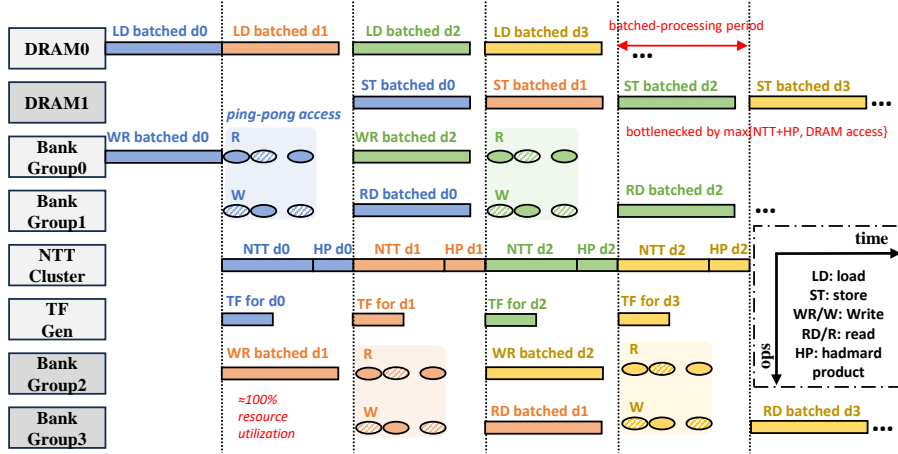 DRAM0
LD batched d0
LD batched d1
LD batched d2
LD batched d3
batched-processing period
...
DRAM1
ST batched d0
ST batched d1
ST batched d2
ST batched d3
...
Bank
Group0
WR batched d0
ping-pong access
R
W
WR batched d2
R
W
bottlenecked by max{NTT+HP, DRAM access}
Bank
Group1
RD batched d0
RD batched d2
...
NTT
Cluster
NTT d0
HP d0
NTT d1
HP d1
NTT d2
HP d2
NTT d2
HP d2
TF
Gen
TF for d0
TF for d1
TF for d2
TF for d3
Bank
Group2
WR batched d1
R
W
WR batched d2
R
W
≈100%
resource
utilization
Bank
Group3
RD batched d1
RD batched d3
...
time
ops
LD: load
ST: store
WR/W: Write
RD/R: read
HP: hadmard
product